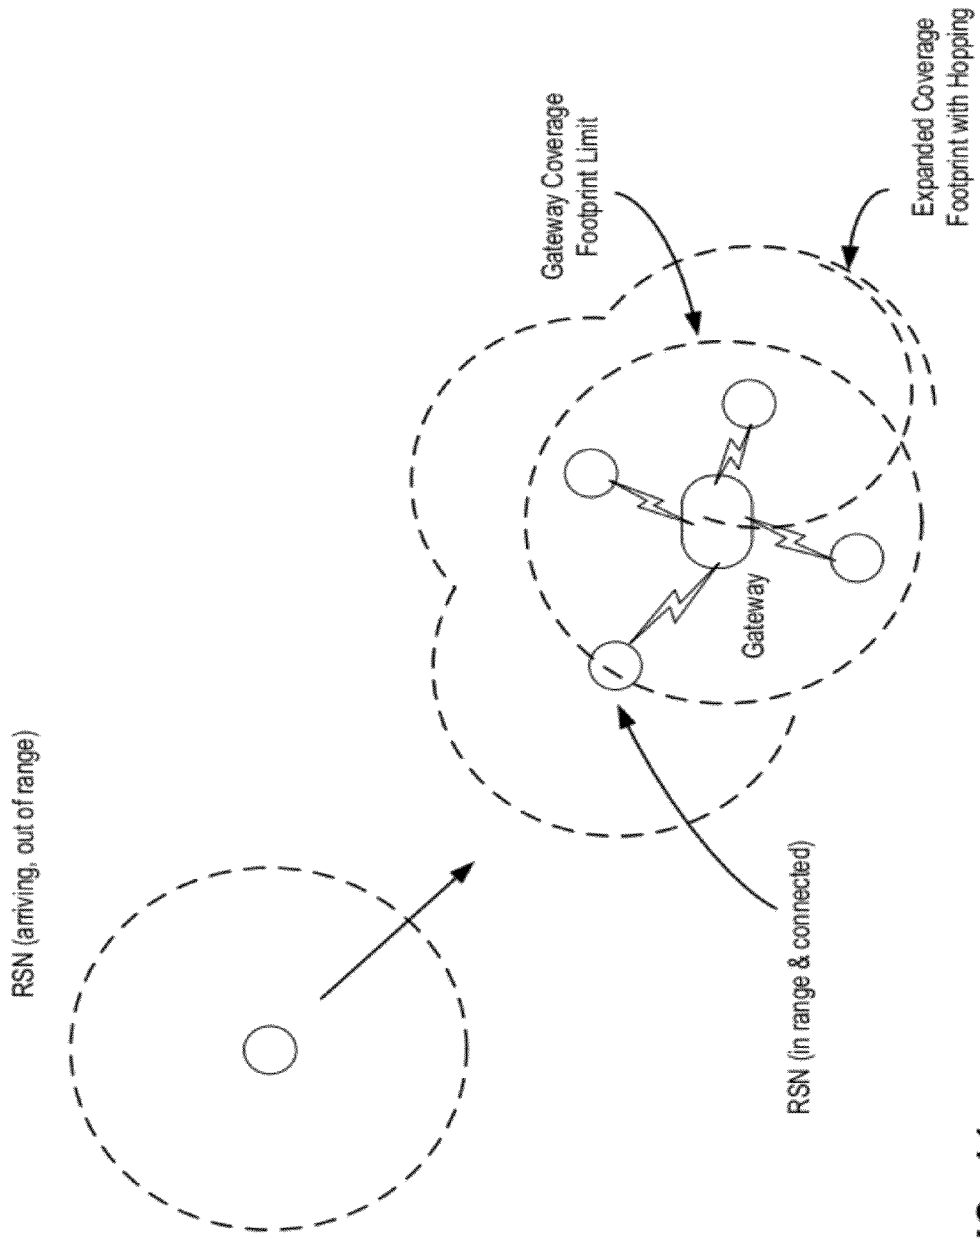 RSN (arriving, out of range)
Gateway Coverage
Footprint Limit
Expanded Coverage
Footprint with Hopping
Gateway
RSN (in range & connected)